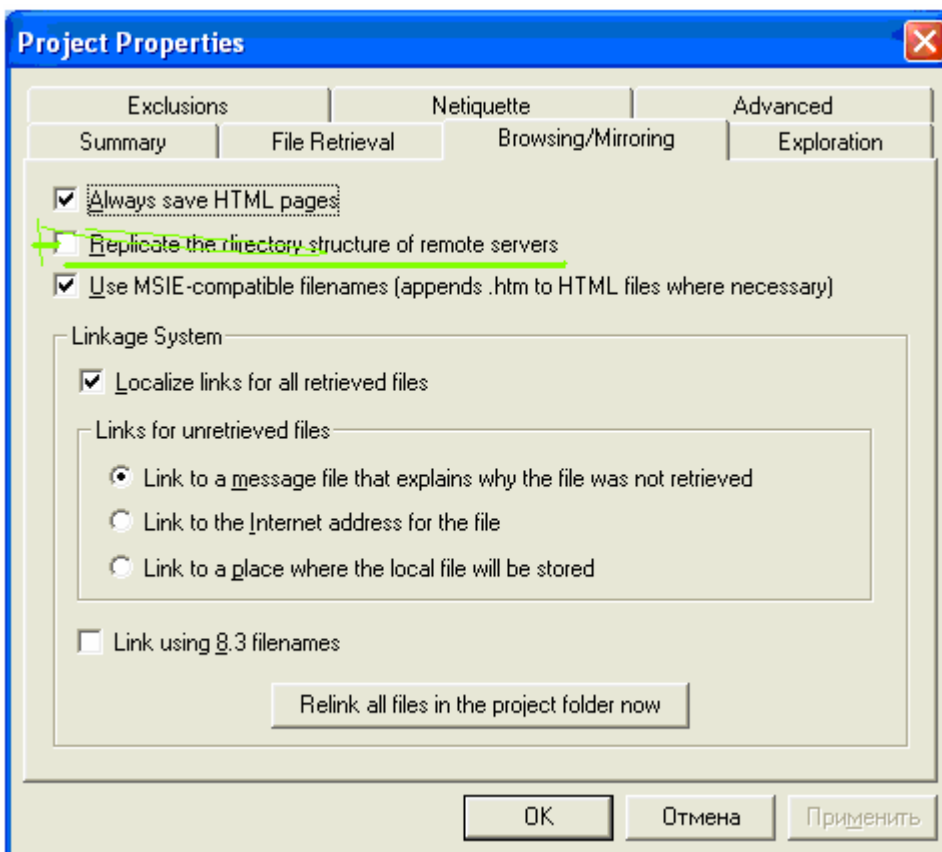 Project Properties
Exclusions Netiquette Advanced
Summary File Retrieval Browsing/Mirroring Exploration
Always save HTML pages
Replicate the directory structure of remote servers
Use MSIE-compatible filenames (appends .htm to HTML files where necessary)
Linkage System
Localize links for all retrieved files
Links for unretrieved files
Link to a message file that explains why the file was not retrieved
Link to the Internet address for the file
Link to a place where the local file will be stored
Link using 8.3 filenames
Relink all files in the project folder now
OK Отмена Применить